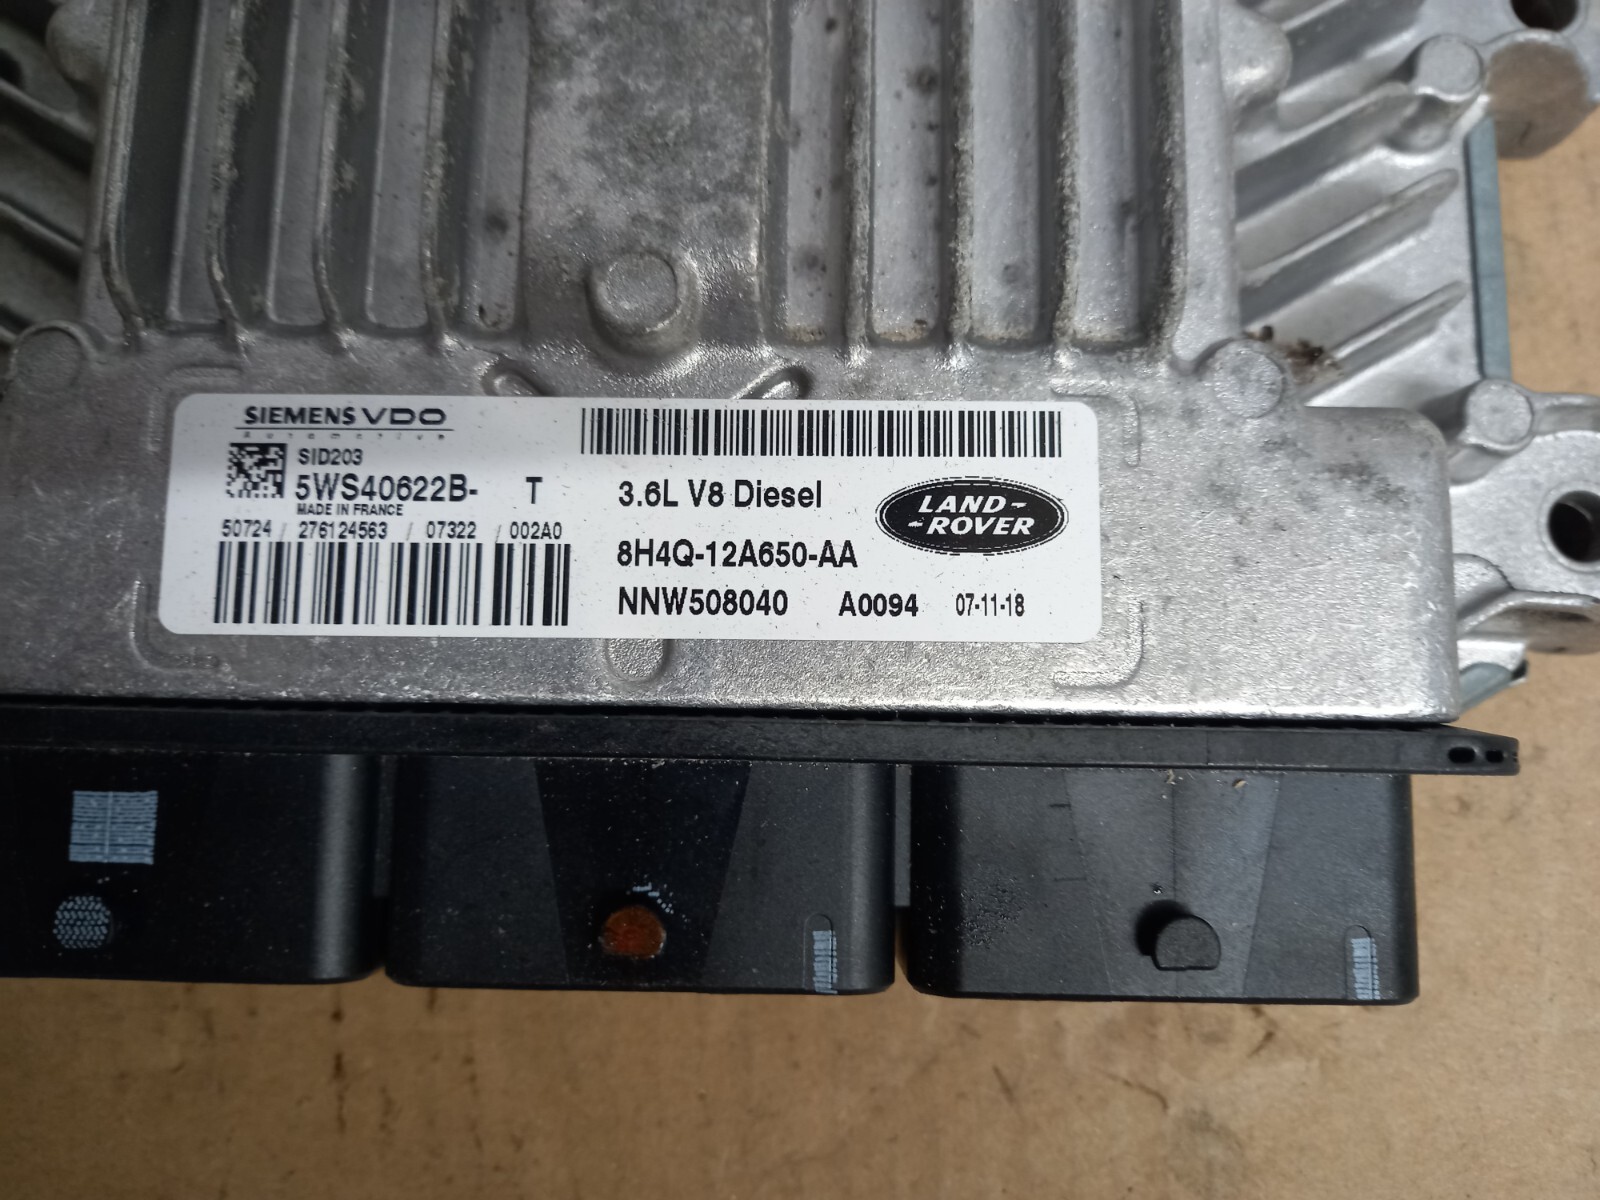 SIEMENS VDO
Automotive
SID203
5WS40622B- T
MADE IN FRANCE
50724 / 276124563 / 07322 / 002A0
3.6L V8 Diesel
LAND-
-ROVER
8H4Q-12A650-AA
NNW508040 A0094 07-11-18